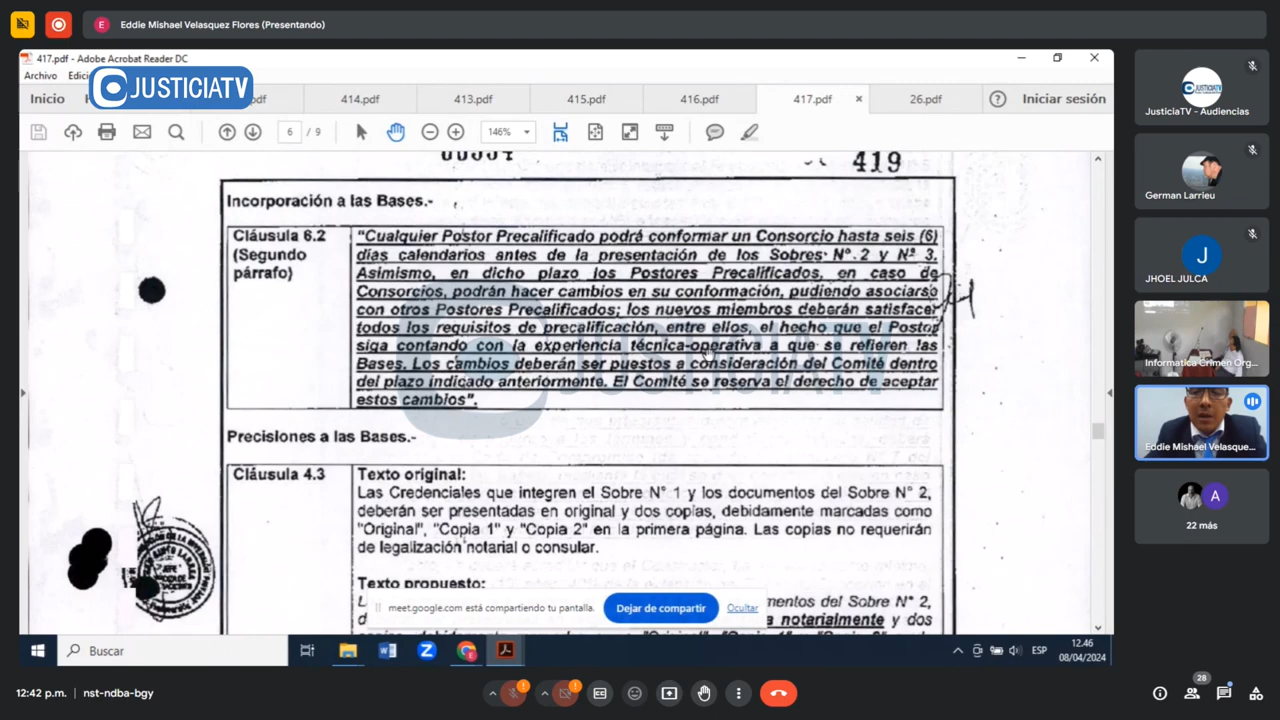 Eddie Mishael Velasquez Flores (Presentando)
417.pdf - Adobe Acrobat Reader DC
Archivo
JUSTICIATV
Inicio
414.pdf
413.pdf
415.pdf
416.pdf
417.pdf
26.pdf
Iniciar sesión
6 / 9
146%
419
Incorporación a las Bases.-
Cláusula 6.2
(Segundo
párrafo)
"Cualquier Postor Precalificado podrá conformar un Consorcio hasta seis (6)
días calendarios antes de la presentación de los Sobres Nº 2 y Nº 3.
Asimismo, en dicho plazo los Postores Precalificados, en caso de
Consorcios, podrán hacer cambios en su conformación, pudiendo asociarse
con otros Postores Precalificados; los nuevos miembros deberán satisfacer
todos los requisitos de precalificación, entre ellos, el hecho que el Postor
siga contando con la experiencia técnica-operativa a que se refieren las
Bases. Los cambios deberán ser puestos a consideración del Comité dentro
del plazo indicado anteriormente. El Comité se reserva el derecho de aceptar
estos cambios".
Precisiones a las Bases.-
Cláusula 4.3
Texto original:
Las Credenciales que integren el Sobre N° 1 y los documentos del Sobre N° 2,
deberán ser presentadas en original y dos copias, debidamente marcadas como
"Original", "Copia 1" y "Copia 2" en la primera página. Las copias no requerirán
de legalización notarial o consular.
Texto propuesto:
mentos del Sobre N° 2,
notarialmente y dos
JUSTICIATV
meet.google.com está compartiendo tu pantalla.
Dejar de compartir
Ocultar
Buscar
ESP
12.46
08/04/2024
JusticiaTV - Audiencias
German Larrieu
J
JHOEL JULCA
Informatica Crimen Org...
Eddie Mishael Velasque...
A
22 más
12:42 p.m.
nst-ndba-bgy
28